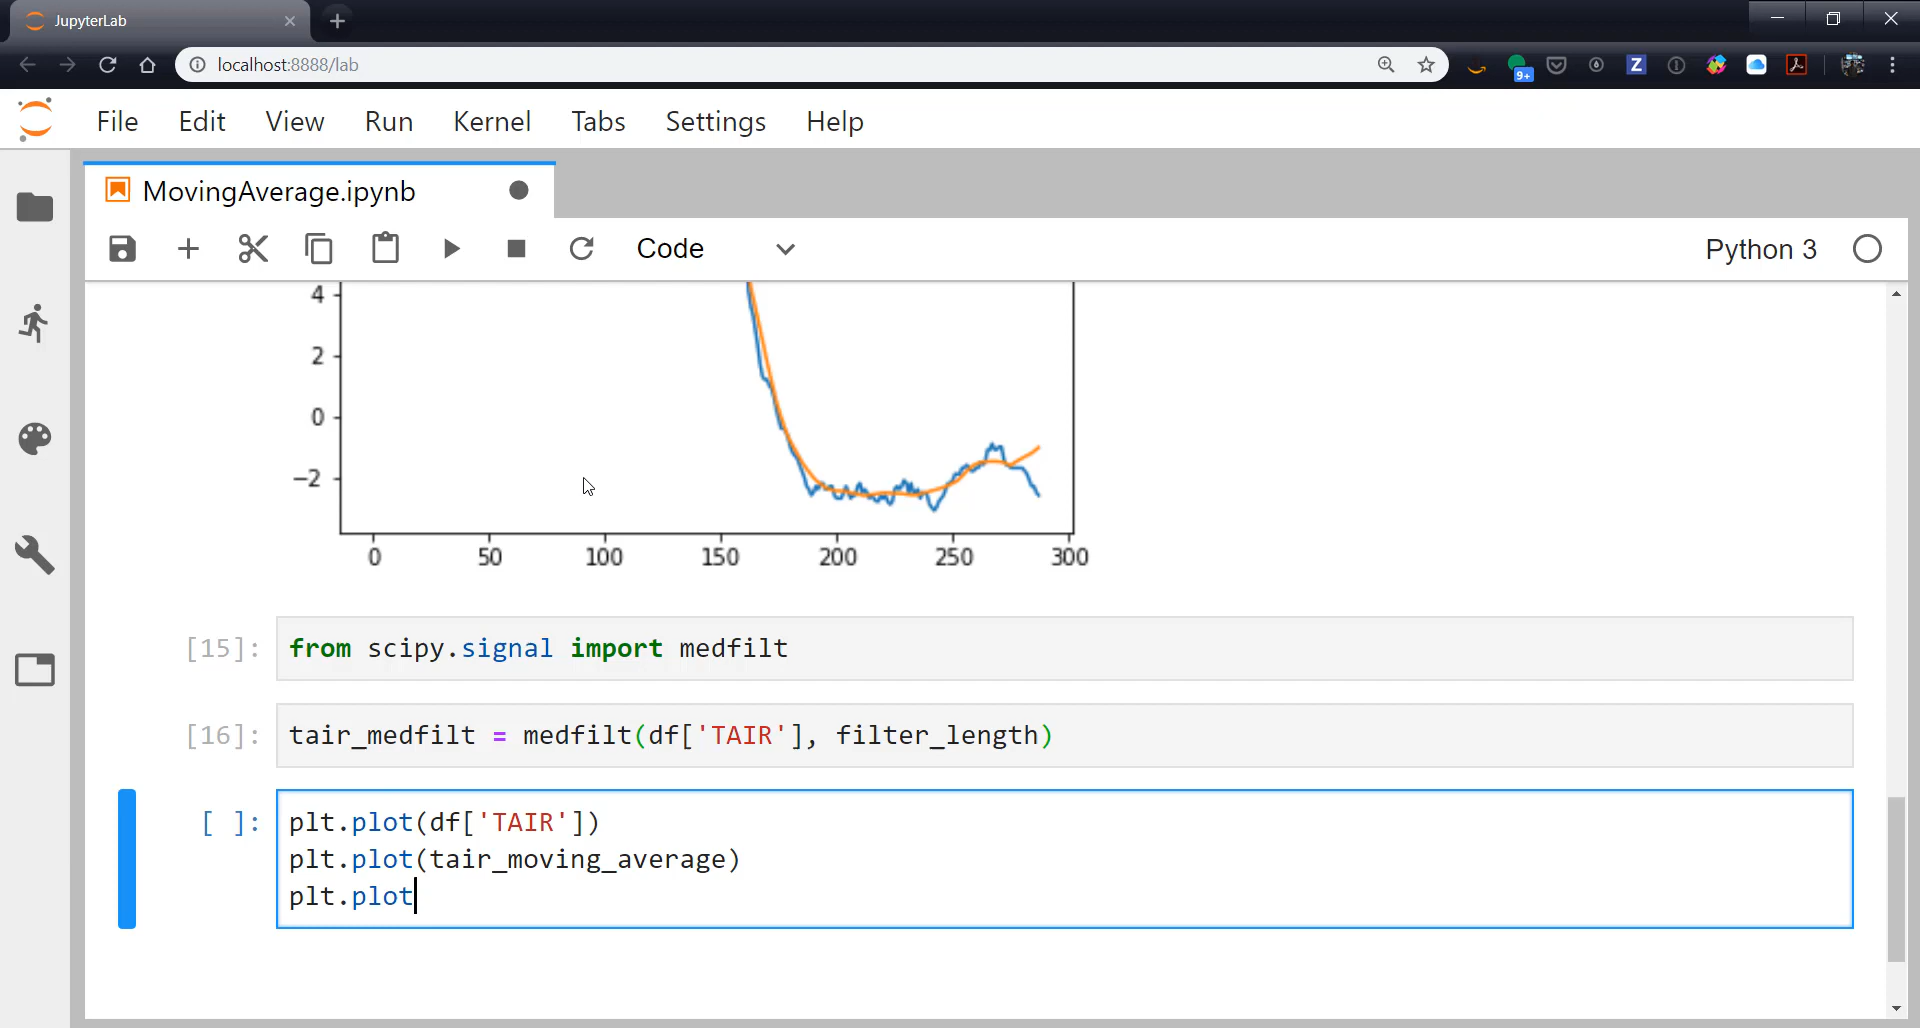 JupyterLab
localhost:8888/lab
9+
Z
File Edit View Run Kernel Tabs Settings Help
MovingAverage.ipynb
Code
Python 3
4
2
0
−2
0 50 100 150 200 250 300
[15]: from scipy.signal import medfilt
[16]: tair_medfilt = medfilt(df['TAIR'], filter_length)
[ ]: plt.plot(df['TAIR'])
plt.plot(tair_moving_average)
plt.plot